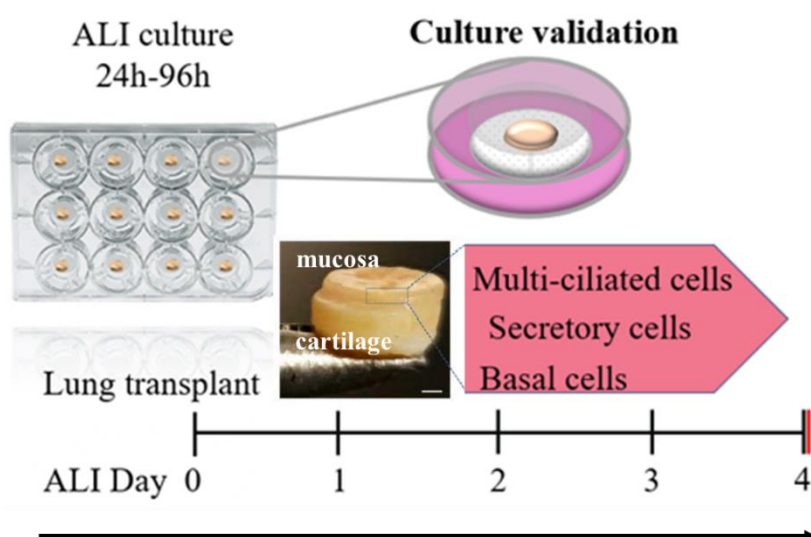 ALI culture
24h-96h
Culture validation
mucosa
cartilage
Multi-ciliated cells
Secretory cells
Basal cells
Lung transplant
ALI Day 0 1 2 3 4